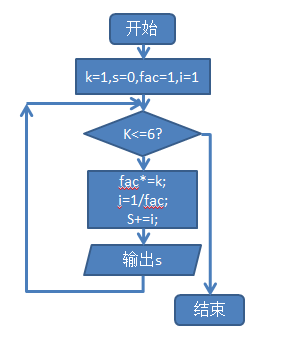 开始
k=1,s=0,fac=1,i=1
K<=6?
fac*=k;
i=1/fac;
S+=i;
输出s
结束